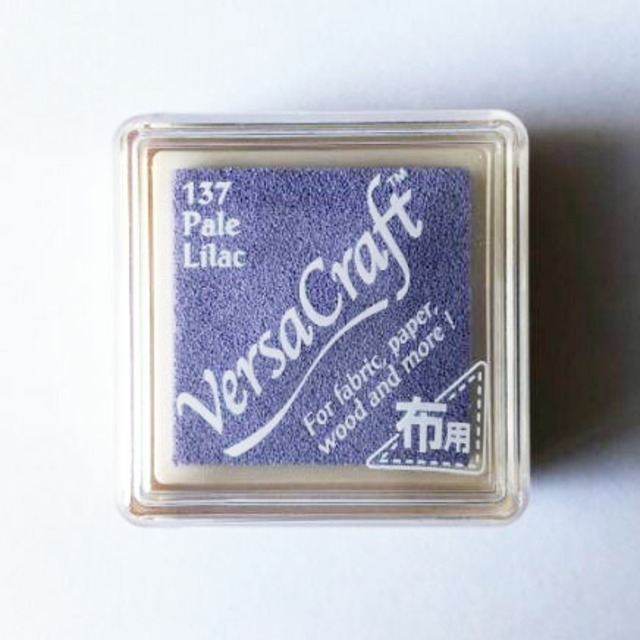 137
Pale
Lilac
VersaCraft™
For fabric, paper,
wood and more !
布用